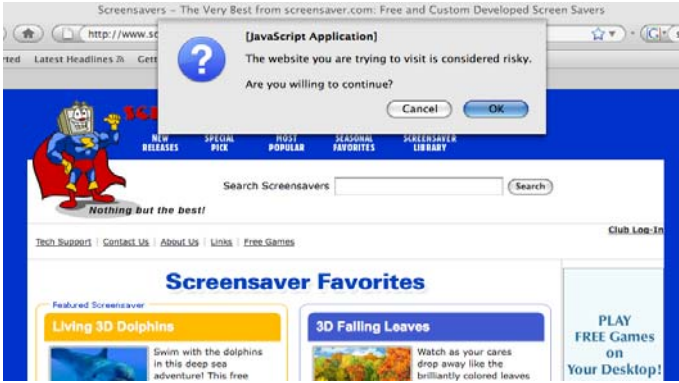 Screensavers – The Very Best from screensaver.com: Free and Custom Developed Screen Savers
http://www.sc
rted Latest Headlines Gett
[JavaScript Application]
The website you are trying to visit is considered risky.
Are you willing to continue?
Cancel OK
NEW RELEASES
SPECIAL PICK
MOST POPULAR
SEASONAL FAVORITES
SCREENSAVER LIBRARY
Search Screensavers Search
Nothing but the best!
Club Log-In
Tech Support | Contact Us | About Us | Links | Free Games
Screensaver Favorites
Featured Screensaver
Living 3D Dolphins
Swim with the dolphins
in this deep sea
adventure! This free
3D Falling Leaves
Watch as your cares
drop away like the
brilliantly colored leaves
PLAY
FREE Games
on
Your Desktop!